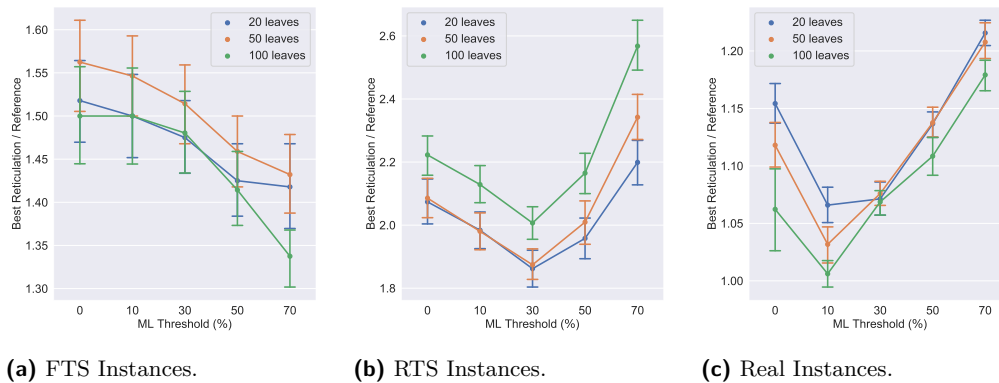 1.60
1.55
1.50
1.45
1.40
1.35
1.30
Best Reticulation / Reference
20 leaves
50 leaves
100 leaves
0 10 30 50 70
ML Threshold (%)
(a) FTS Instances.
2.6
2.4
2.2
2.0
1.8
Best Reticulation / Reference
20 leaves
50 leaves
100 leaves
0 10 30 50 70
ML Threshold (%)
(b) RTS Instances.
1.20
1.15
1.10
1.05
1.00
Best Reticulation / Reference
20 leaves
50 leaves
100 leaves
0 10 30 50 70
ML Threshold (%)
(c) Real Instances.